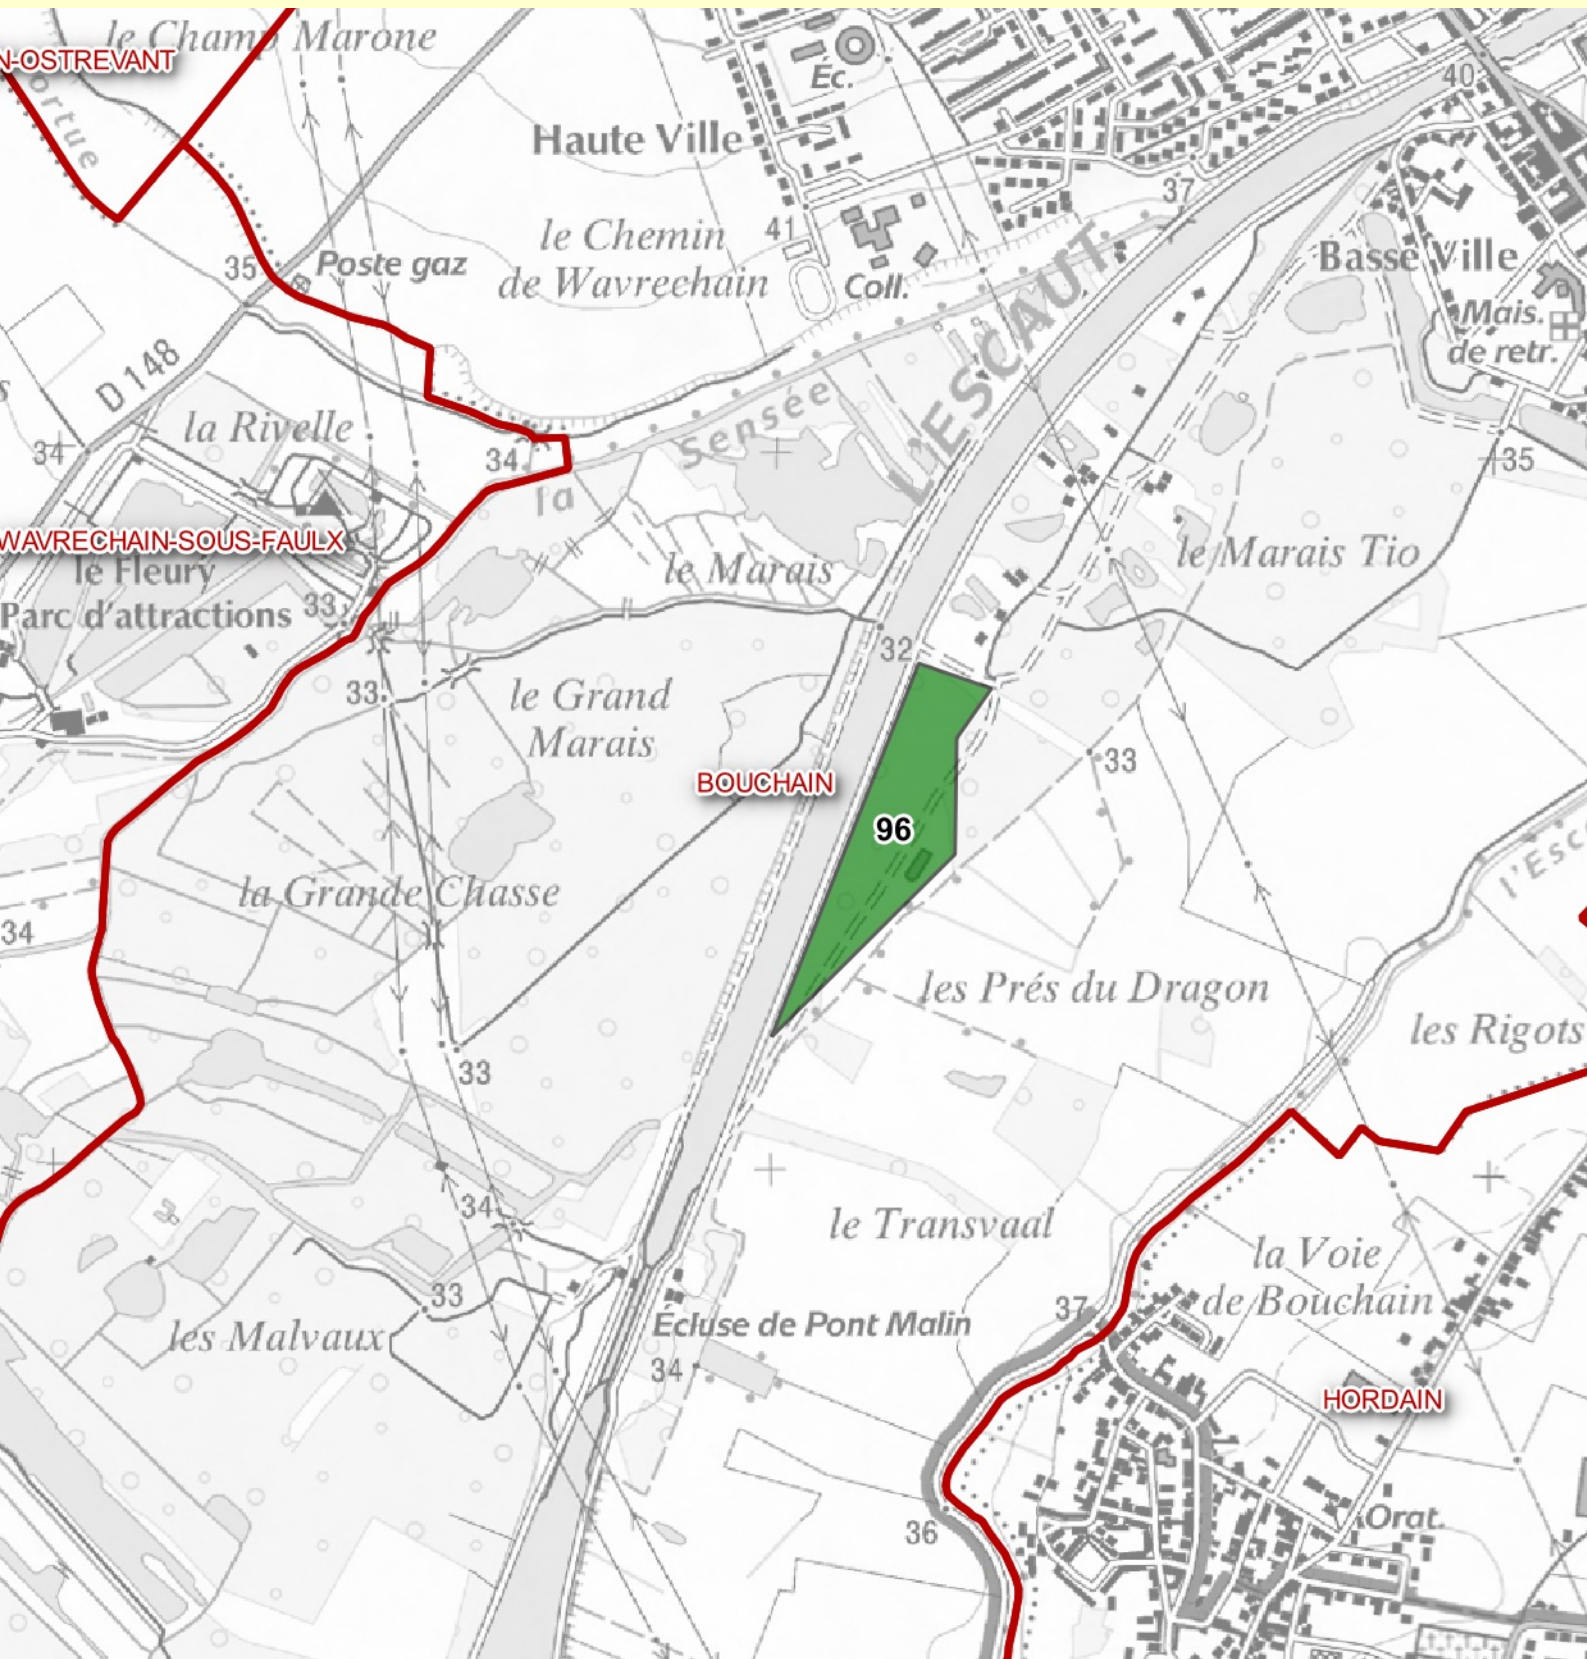 le Champ Marone
N-OSTREVANT
ortue
Éc.
40
Haute Ville
37
le Chemin
de Wavrechain
41
Coll.
Basse Ville
35
Poste gaz
L'ESCAUT
Mais.
de retr.
D 148
s
la Rivelle
Sensée
34
34
la
35
WAVRECHAIN-SOUS-FAULX
le Fleury
Parc d'attractions
33
le Marais
le Marais Tio
32
33
le Grand
Marais
33
BOUCHAIN
96
la Grande Chasse
l'Esc
34
les Prés du Dragon
les Rigots
33
34
le Transvaal
la Voie
de Bouchain
33
37
les Malvaux
Écluse de Pont Malin
34
HORDAIN
Orat.
36